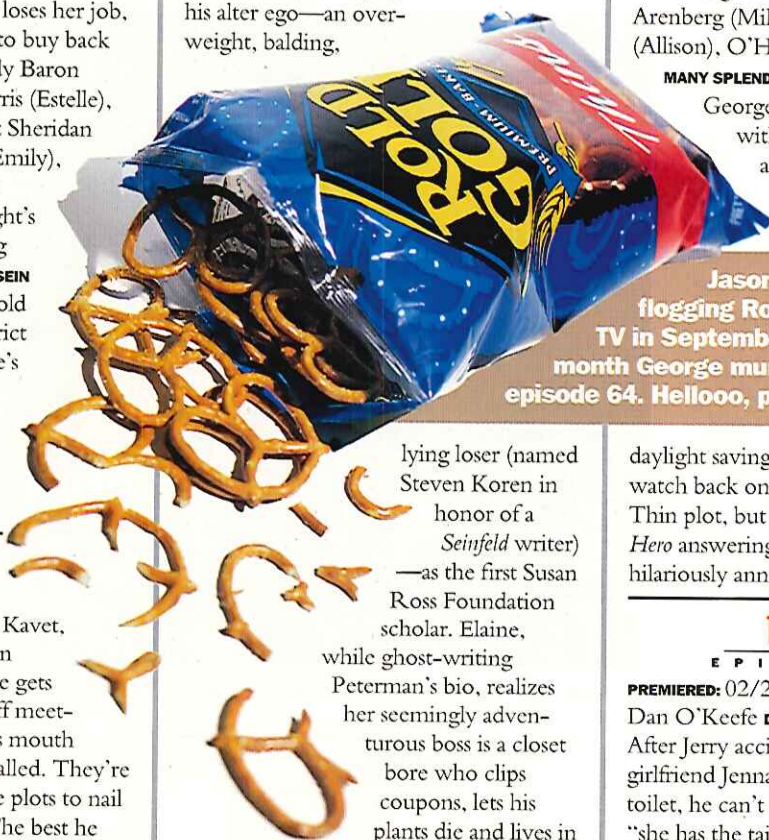 loses her job,
to buy back
ly Baron
rris (Estelle),
Sheridan
Emily),
ght's
g
SEIN
old
rict
e's
Kavet,
n
e gets
ff meet-
s mouth
alled. They're
e plots to nail
The best he
his alter ego—an over-
weight, balding,
ROLD
GOLD
PREMIUM · BAKED
Thins
lying loser (named
Steven Koren in
honor of a
Seinfeld writer)
—as the first Susan
Ross Foundation
scholar. Elaine,
while ghost-writing
Peterman's bio, realizes
her seemingly adven-
turous boss is a closet
bore who clips
coupons, lets his
plants die and lives in
Arenberg (Mi
(Allison), O'H
MANY SPLEND
George
wit
a
Jason
flogging Ro
TV in Septemb
month George mu
episode 64. Hellooo, p
daylight saving
watch back on
Thin plot, but
Hero answering
hilariously ann
E P I
PREMIERED: 02/2
Dan O'Keefe
After Jerry acci
girlfriend Jenna
toilet, he can't
"she has the tai